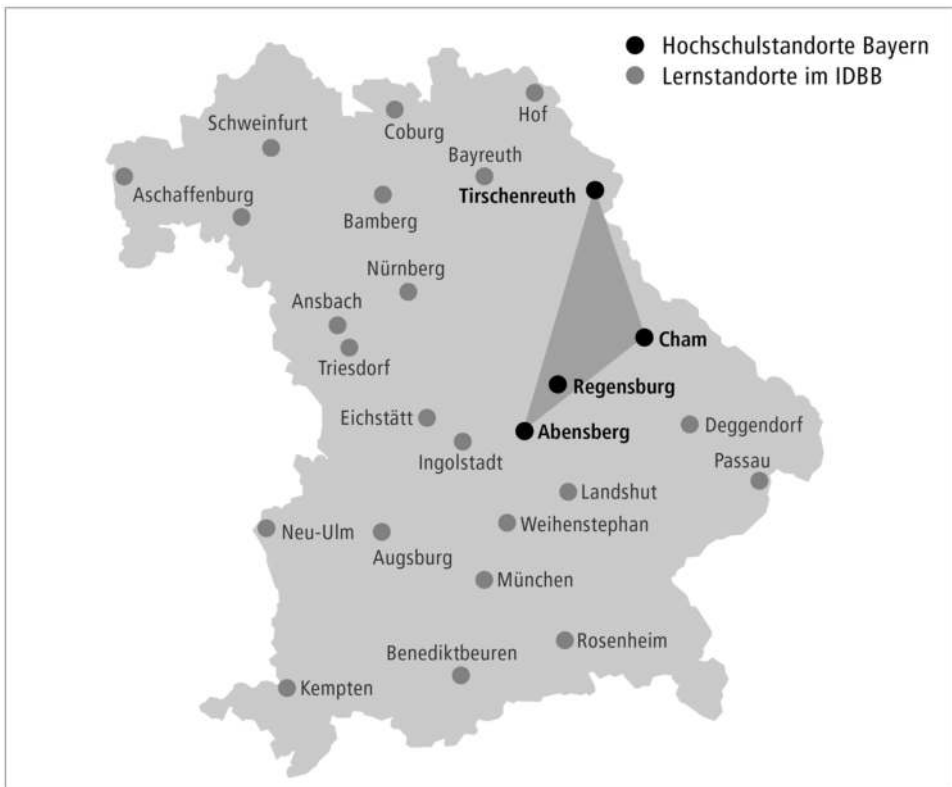 Hochschulstandorte Bayern
Lernstandorte im IDBB
Hof
Coburg
Schweinfurt
Bayreuth
Aschaffenburg
Tirschenreuth
Bamberg
Nürnberg
Ansbach
Triesdorf
Cham
Regensburg
Eichstätt
Abensberg
Deggendorf
Ingolstadt
Passau
Landshut
Neu-Ulm
Weihenstephan
Augsburg
München
Rosenheim
Benediktbeuren
Kempten